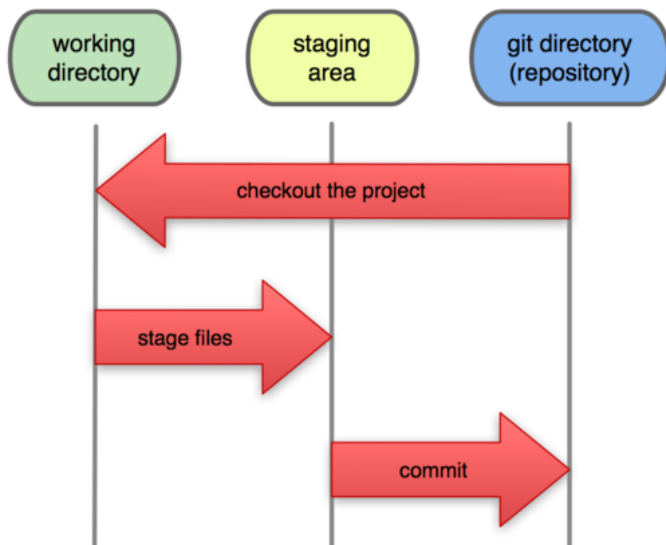 working
directory
staging
area
git directory
(repository)
checkout the project
stage files
commit